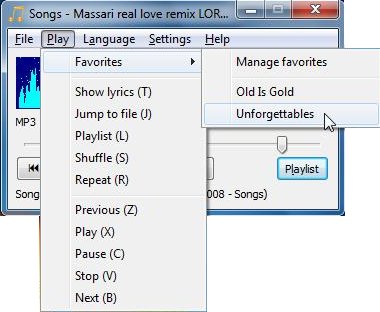 Songs - Massari real love remix LOR...
File Play Language Settings Help
Favorites
Manage favorites
Old Is Gold
Unforgettables
Show lyrics (T)
Jump to file (J)
Playlist (L)
Shuffle (S)
Repeat (R)
Previous (Z)
Play (X)
Pause (C)
Stop (V)
Next (B)
MP3
Playlist
Song
008 - Songs)